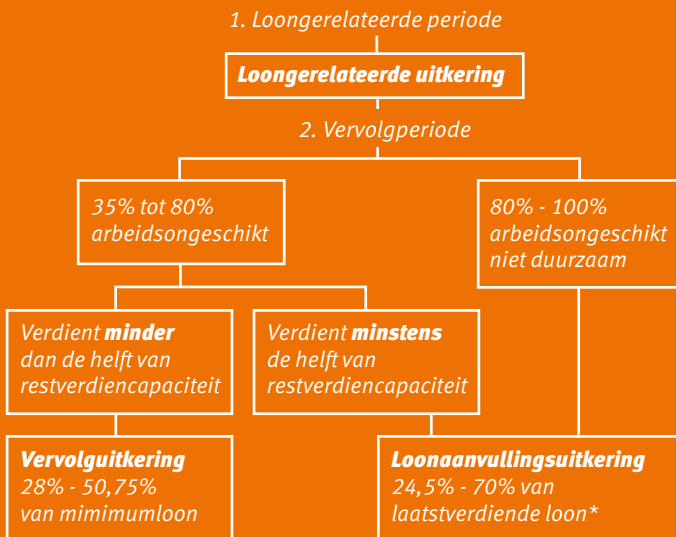 1. Loongerelateerde periode
Loongerelateerde uitkering
2. Vervolgperiode
35% tot 80%
arbeidsongeschikt
80% - 100%
arbeidsongeschikt
niet duurzaam
Verdient minder
dan de helft van
restverdiencapaciteit
Verdient minstens
de helft van
restverdiencapaciteit
Vervolguitkering
28% - 50,75%
van mimimumloon
Loonaanvullingsuitkering
24,5% - 70% van
laatstverdiende loon*